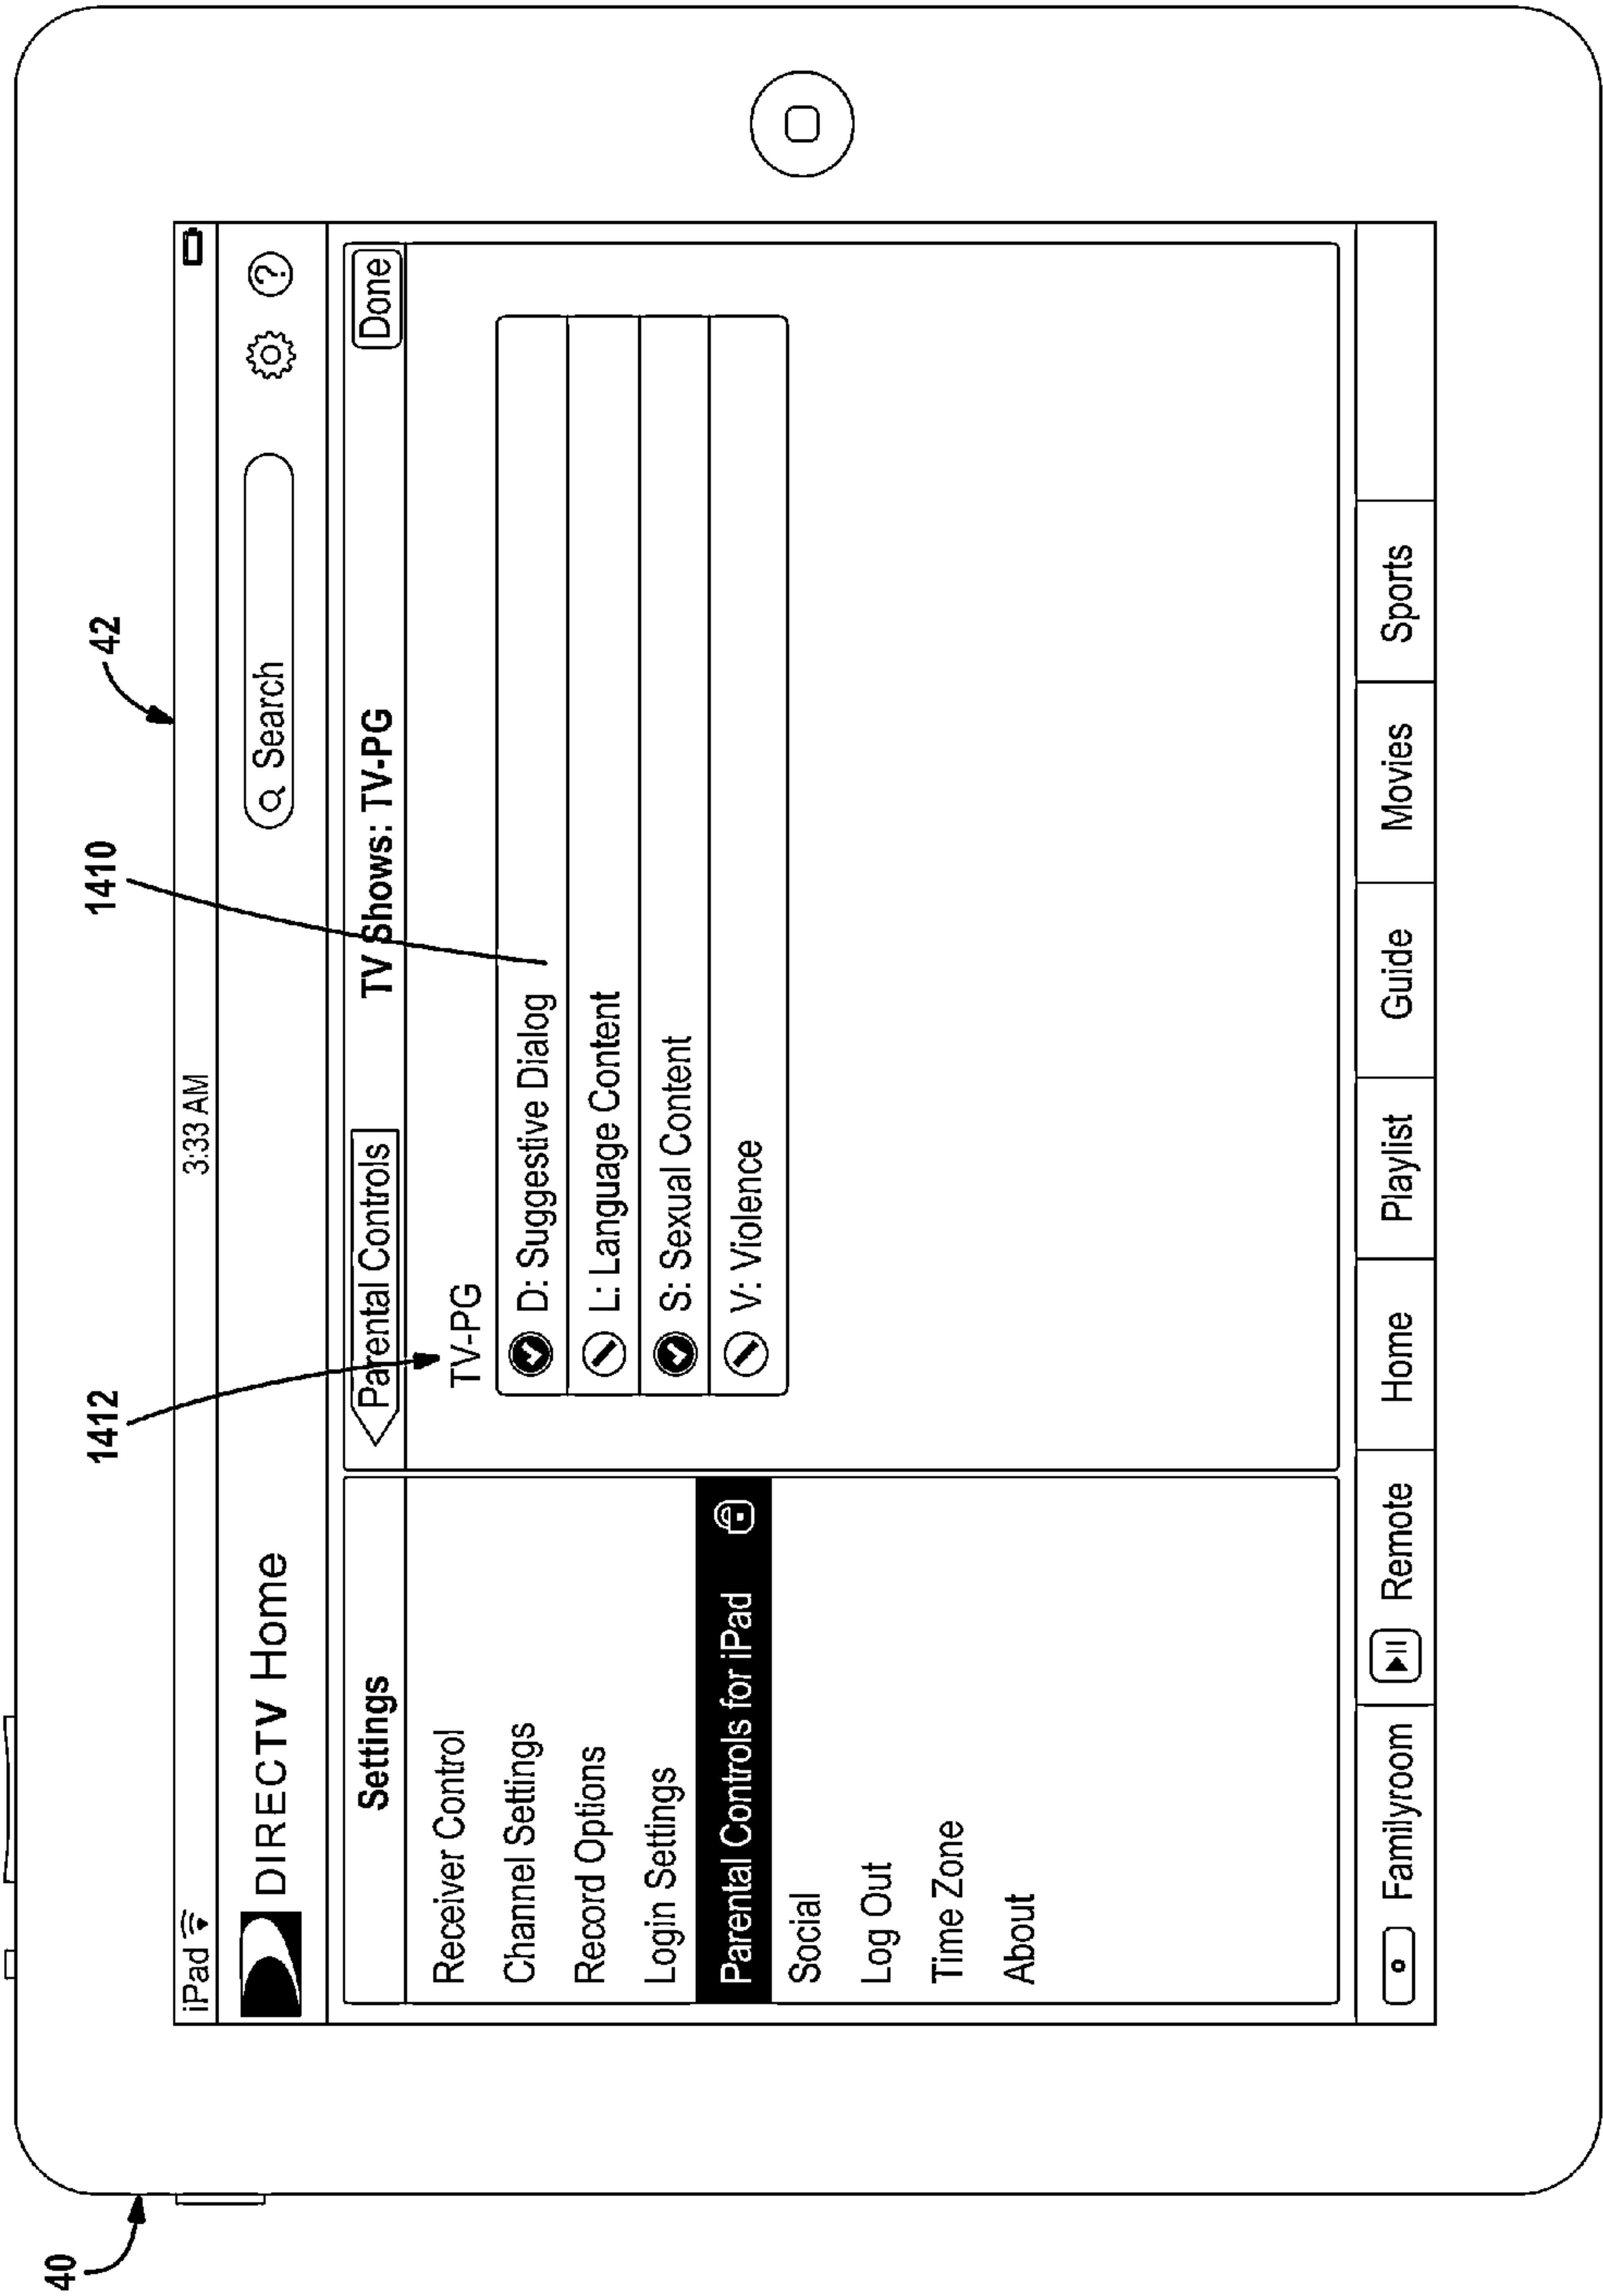 40
42
1412
1410
iPad
3:33 AM
DIRECTV Home
Search
?
Settings
Receiver Control
Channel Settings
Record Options
Login Settings
Parental Controls for iPad
Social
Log Out
Time Zone
About
Parental Controls
TV Shows: TV-PG
Done
TV-PG
D: Suggestive Dialog
L: Language Content
S: Sexual Content
V: Violence
Familyroom
Remote
Home
Playlist
Guide
Movies
Sports